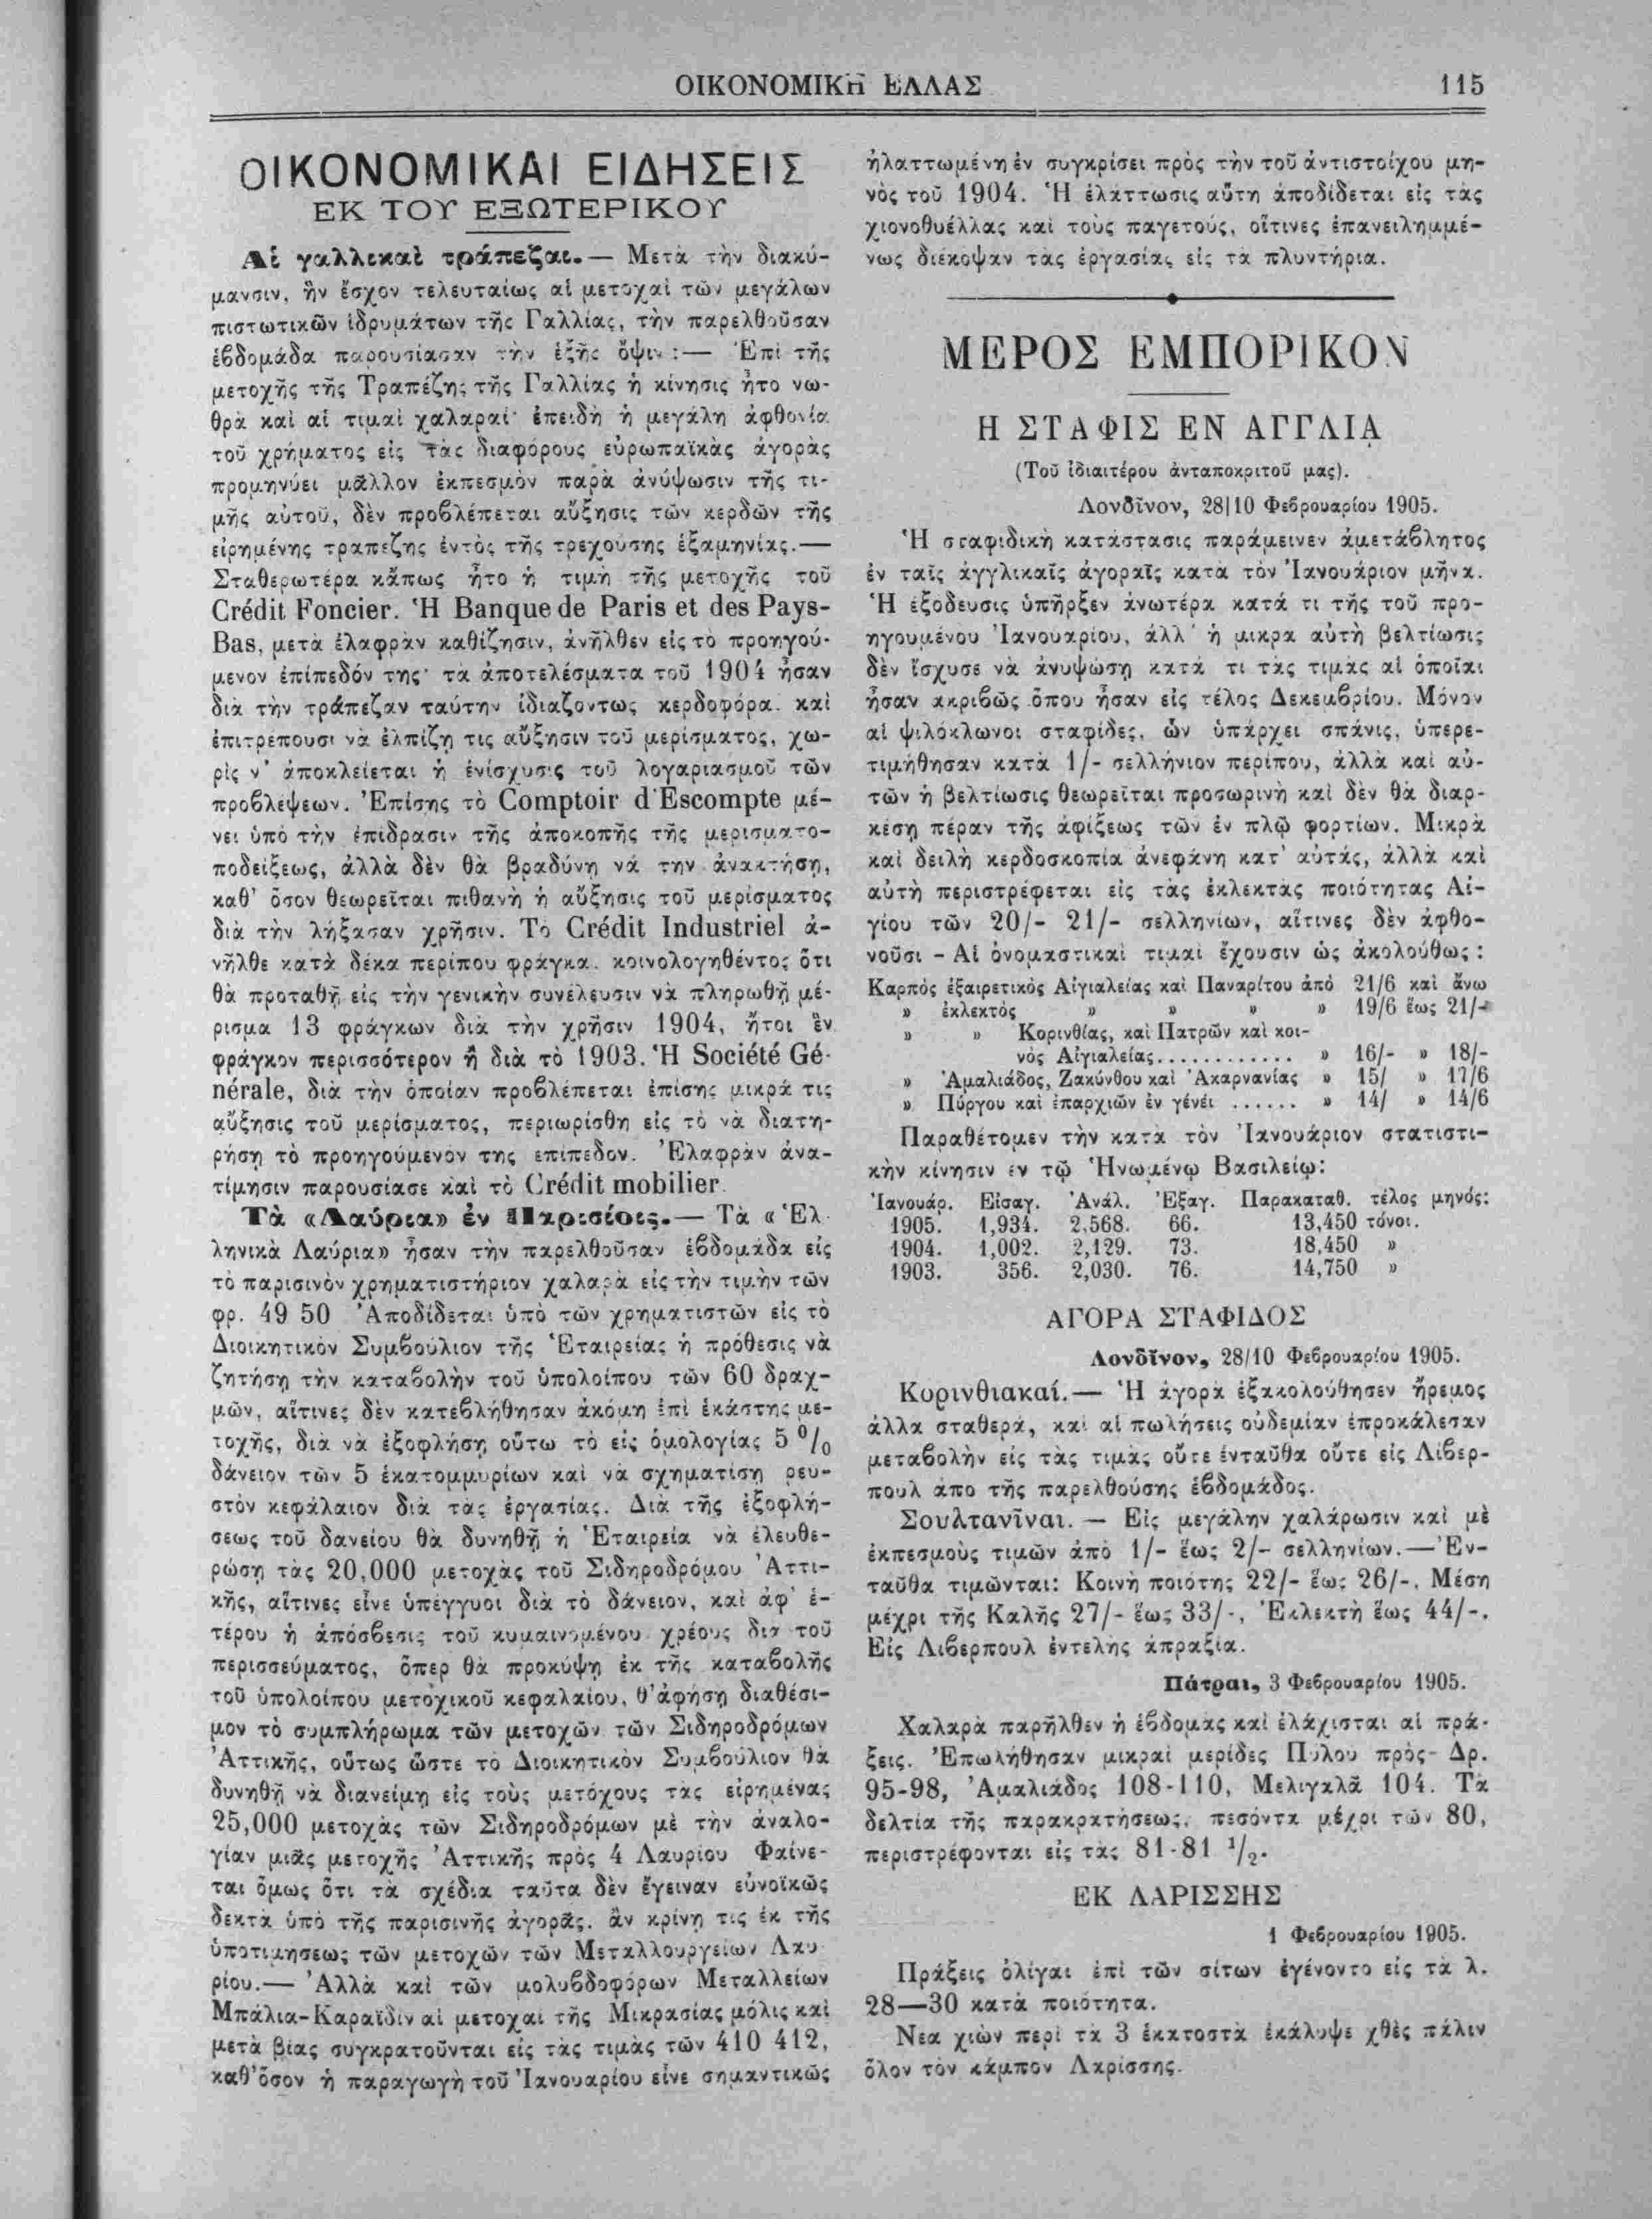 ΟΙΚΟΝΟΜΙΚΗ ΕΛΛΑΣ
115
ΟΙΚΟΝΟΜΙΚΑΙ ΕΙΔΗΣΕΙΣ
ΕΚ ΤΟΥ ΕΞΩΤΕΡΙΚΟΥ
Αἱ γαλλικαὶ τράπεζαι.— Μετὰ τὴν διακύ-
μανσιν, ἣν ἔσχον τελευταίως αἱ μετοχαὶ τῶν μεγάλων
πιστωτικῶν ἱδρυμάτων τῆς Γαλλίας, τὴν παρελθοῦσαν
ἑβδομάδα παρουσίασαν τὴν ἑξῆς ὄψιν :— Ἐπὶ τῆς
μετοχῆς τῆς Τραπέζης τῆς Γαλλίας ἡ κίνησις ἦτο νω-
θρὰ καὶ αἱ τιμαὶ χαλαραί· ἐπειδὴ ἡ μεγάλη ἀφθονία
τοῦ χρήματος εἰς τὰς διαφόρους εὐρωπαϊκὰς ἀγορὰς
προμηνύει μᾶλλον ἐκπεσμὸν παρὰ ἀνύψωσιν τῆς τι-
μῆς αὐτοῦ, δὲν προβλέπεται αὔξησις τῶν κερδῶν τῆς
εἰρημένης τραπέζης ἐντὸς τῆς τρεχούσης ἑξαμηνίας.—
Σταθερωτέρα κἄπως ἦτο ἡ τιμὴ τῆς μετοχῆς τοῦ
Crédit Foncier. Ἡ Banque de Paris et des Pays-
Bas, μετὰ ἐλαφρὰν καθίζησιν, ἀνῆλθεν εἰς τὸ προηγού-
μενον ἐπίπεδόν της· τὰ ἀποτελέσματα τοῦ 1904 ἦσαν
διὰ τὴν τράπεζαν ταύτην ἰδιαζόντως κερδοφόρα. καὶ
ἐπιτρέπουσι νὰ ἐλπίζῃ τις αὔξησιν τοῦ μερίσματος, χω-
ρὶς ν' ἀποκλείεται ἡ ἐνίσχυσις τοῦ λογαριασμοῦ τῶν
προβλέψεων. Ἐπίσης τὸ Comptoir d'Escompte μέ-
νει ὑπὸ τὴν ἐπίδρασιν τῆς ἀποκοπῆς τῆς μερισματο-
ποδείξεως, ἀλλὰ δὲν θὰ βραδύνῃ νά την ἀνακτήσῃ,
καθ' ὅσον θεωρεῖται πιθανὴ ἡ αὔξησις τοῦ μερίσματος
διὰ τὴν λήξασαν χρῆσιν. Τὸ Crédit Industriel ἀ-
νῆλθε κατὰ δέκα περίπου φράγκα. κοινολογηθέντος ὅτι
θὰ προταθῇ εἰς τὴν γενικὴν συνέλευσιν νὰ πληρωθῇ μέ-
ρισμα 13 φράγκων διὰ τὴν χρῆσιν 1904, ἤτοι ἓν
φράγκον περισσότερον ἢ διὰ τὸ 1903. Ἡ Société Gé-
nérale, διὰ τὴν ὁποίαν προβλέπεται ἐπίσης μικρά τις
αὔξησις τοῦ μερίσματος, περιωρίσθη εἰς τὸ νὰ διατη-
ρήσῃ τὸ προηγούμενόν της ἐπίπεδον. Ἐλαφρὰν ἀνα-
τίμησιν παρουσίασε καὶ τὸ Crédit mobilier.
Τὰ «Λαύρια» ἐν Παρισίοις.— Τὰ «Ἑλ-
ληνικὰ Λαύρια» ἦσαν τὴν παρελθοῦσαν ἑβδομάδα εἰς
τὸ παρισινὸν χρηματιστήριον χαλαρὰ εἰς τὴν τιμὴν τῶν
φρ. 49 50 Ἀποδίδεται ὑπὸ τῶν χρηματιστῶν εἰς τὸ
Διοικητικὸν Συμβούλιον τῆς Ἑταιρείας ἡ πρόθεσις νὰ
ζητήσῃ τὴν καταβολὴν τοῦ ὑπολοίπου τῶν 60 δραχ-
μῶν, αἵτινες δὲν κατεβλήθησαν ἀκόμη ἐπὶ ἑκάστης με-
τοχῆς, διὰ νὰ ἐξοφλήσῃ οὕτω τὸ εἰς ὁμολογίας 5 0/0
δάνειον τῶν 5 ἑκατομμυρίων καὶ νὰ σχηματίσῃ ρευ-
στὸν κεφάλαιον διὰ τὰς ἐργασίας. Διὰ τῆς ἐξοφλή-
σεως τοῦ δανείου θὰ δυνηθῇ ἡ Ἑταιρεία νὰ ἐλευθε-
ρώσῃ τὰς 20,000 μετοχὰς τοῦ Σιδηροδρόμου Ἀττι-
κῆς, αἵτινες εἶνε ὑπέγγυοι διὰ τὸ δάνειον, καὶ ἀφ' ἑ-
τέρου ἡ ἀπόσβεσις τοῦ κυμαινομένου χρέους διὰ τοῦ
περισσεύματος, ὅπερ θὰ προκύψῃ ἐκ τῆς καταβολῆς
τοῦ ὑπολοίπου μετοχικοῦ κεφαλαίου, θ' ἀφήσῃ διαθέσι-
μον τὸ συμπλήρωμα τῶν μετοχῶν τῶν Σιδηροδρόμων
Ἀττικῆς, οὕτως ὥστε τὸ Διοικητικὸν Συμβούλιον θὰ
δυνηθῇ νὰ διανείμῃ εἰς τοὺς μετόχους τὰς εἰρημένας
25,000 μετοχὰς τῶν Σιδηροδρόμων μὲ τὴν ἀναλο-
γίαν μιᾶς μετοχῆς Ἀττικῆς πρὸς 4 Λαυρίου Φαίνε-
ται ὅμως ὅτι τὰ σχέδια ταῦτα δὲν ἔγειναν εὐνοϊκῶς
δεκτὰ ὑπὸ τῆς παρισινῆς ἀγορᾶς. ἂν κρίνῃ τις ἐκ τῆς
ὑποτιμήσεως τῶν μετοχῶν τῶν Μεταλλουργείων Λαυ-
ρίου.— Ἀλλὰ καὶ τῶν μολυβδοφόρων Μεταλλείων
Μπάλια-Καραϊδὶν αἱ μετοχαὶ τῆς Μικρασίας μόλις καὶ
μετὰ βίας συγκρατοῦνται εἰς τὰς τιμὰς τῶν 410 412,
καθ' ὅσον ἡ παραγωγὴ τοῦ Ἰανουαρίου εἶνε σημαντικῶς
ἠλαττωμένη ἐν συγκρίσει πρὸς τὴν τοῦ ἀντιστοίχου μη-
νὸς τοῦ 1904. Ἡ ἐλάττωσις αὕτη ἀποδίδεται εἰς τὰς
χιονοθυέλλας καὶ τοὺς παγετούς, οἵτινες ἐπανειλημμέ-
νως διέκοψαν τὰς ἐργασίας εἰς τὰ πλυντήρια.
ΜΕΡΟΣ ΕΜΠΟΡΙΚΟΝ
Η ΣΤΑΦΙΣ ΕΝ ΑΓΓΛΙΑ
(Τοῦ ἰδιαιτέρου ἀνταποκριτοῦ μας).
Λονδῖνον, 28|10 Φεβρουαρίου 1905.
Ἡ σταφιδικὴ κατάστασις παράμεινεν ἀμετάβλητος
ἐν ταῖς ἀγγλικαῖς ἀγοραῖς κατὰ τὸν Ἰανουάριον μῆνα.
Ἡ ἐξόδευσις ὑπῆρξεν ἀνωτέρα κατά τι τῆς τοῦ προ-
ηγουμένου Ἰανουαρίου, ἀλλ' ἡ μικρὰ αὐτὴ βελτίωσις
δὲν ἴσχυσε νὰ ἀνυψώσῃ κατά τι τὰς τιμὰς αἱ ὁποῖαι
ἦσαν ἀκριβῶς ὅπου ἦσαν εἰς τέλος Δεκεμβρίου. Μόνον
αἱ ψιλόκλωνοι σταφίδες, ὧν ὑπάρχει σπάνις, ὑπερε-
τιμήθησαν κατὰ 1/- σελλήνιον περίπου, ἀλλὰ καὶ αὐ-
τῶν ἡ βελτίωσις θεωρεῖται προσωρινὴ καὶ δὲν θὰ διαρ-
κέσῃ πέραν τῆς ἀφίξεως τῶν ἐν πλῷ φορτίων. Μικρὰ
καὶ δειλὴ κερδοσκοπία ἀνεφάνη κατ' αὐτάς, ἀλλὰ καὶ
αὐτὴ περιστρέφεται εἰς τὰς ἐκλεκτὰς ποιότητας Αἰ-
γίου τῶν 20/- 21/- σελληνίων, αἵτινες δὲν ἀφθο-
νοῦσι - Αἱ ὀνομαστικαὶ τιμαὶ ἔχουσιν ὡς ἀκολούθως :
Καρπὸς ἐξαιρετικὸς Αἰγιαλείας καὶ Παναρίτου ἀπὸ 21/6 καὶ ἄνω
» ἐκλεκτὸς » » » » 19/6 ἕως 21/-
» » Κορινθίας, καὶ Πατρῶν καὶ κοι-
νὸς Αἰγιαλείας............ » 16/- » 18/-
» Ἀμαλιάδος, Ζακύνθου καὶ Ἀκαρνανίας » 15/ » 17/6
» Πύργου καὶ ἐπαρχιῶν ἐν γένει ...... » 14/ » 14/6
Παραθέτομεν τὴν κατὰ τὸν Ἰανουάριον στατιστι-
κὴν κίνησιν ἐν τῷ Ἡνωμένῳ Βασιλείῳ:
Ἰανουάρ. Εἰσαγ. Ἀνάλ. Ἐξαγ. Παρακαταθ. τέλος μηνός:
1905. 1,934. 2,568. 66. 13,450 τόνοι.
1904. 1,002. 2,129. 73. 18,450 »
1903. 356. 2,030. 76. 14,750 »
ΑΓΟΡΑ ΣΤΑΦΙΔΟΣ
Λονδῖνον, 28/10 Φεβρουαρίου 1905.
Κορινθιακαί.— Ἡ ἀγορὰ ἐξακολούθησεν ἤρεμος
ἀλλὰ σταθερά, καὶ αἱ πωλήσεις οὐδεμίαν ἐπροκάλεσαν
μεταβολὴν εἰς τὰς τιμὰς οὔτε ἐνταῦθα οὔτε εἰς Λίβερ-
πουλ ἀπὸ τῆς παρελθούσης ἑβδομάδος.
Σουλτανῖναι. — Εἰς μεγάλην χαλάρωσιν καὶ μὲ
ἐκπεσμοὺς τιμῶν ἀπὸ 1/- ἕως 2/- σελληνίων.—Ἐν-
ταῦθα τιμῶνται: Κοινὴ ποιότης 22/- ἕως 26/-. Μέση
μέχρι τῆς Καλῆς 27/- ἕως 33/-, Ἐκλεκτὴ ἕως 44/-.
Εἰς Λίβερπουλ ἐντελὴς ἀπραξία.
Πάτραι, 3 Φεβρουαρίου 1905.
Χαλαρὰ παρῆλθεν ἡ ἑβδομὰς καὶ ἐλάχισται αἱ πρά-
ξεις. Ἐπωλήθησαν μικραὶ μερίδες Πύλου πρὸς- Δρ.
95-98, Ἀμαλιάδος 108-110, Μελιγαλᾶ 104. Τὰ
δελτία τῆς παρακρατήσεως, πεσόντα μέχρι τῶν 80,
περιστρέφονται εἰς τὰς 81-81 1/2.
ΕΚ ΛΑΡΙΣΣΗΣ
1 Φεβρουαρίου 1905.
Πράξεις ὀλίγαι ἐπὶ τῶν σίτων ἐγένοντο εἰς τὰ λ.
28—30 κατὰ ποιότητα.
Νέα χιὼν περὶ τὰ 3 ἑκατοστὰ ἐκάλυψε χθὲς πάλιν
ὅλον τὸν κάμπον Λαρίσσης.